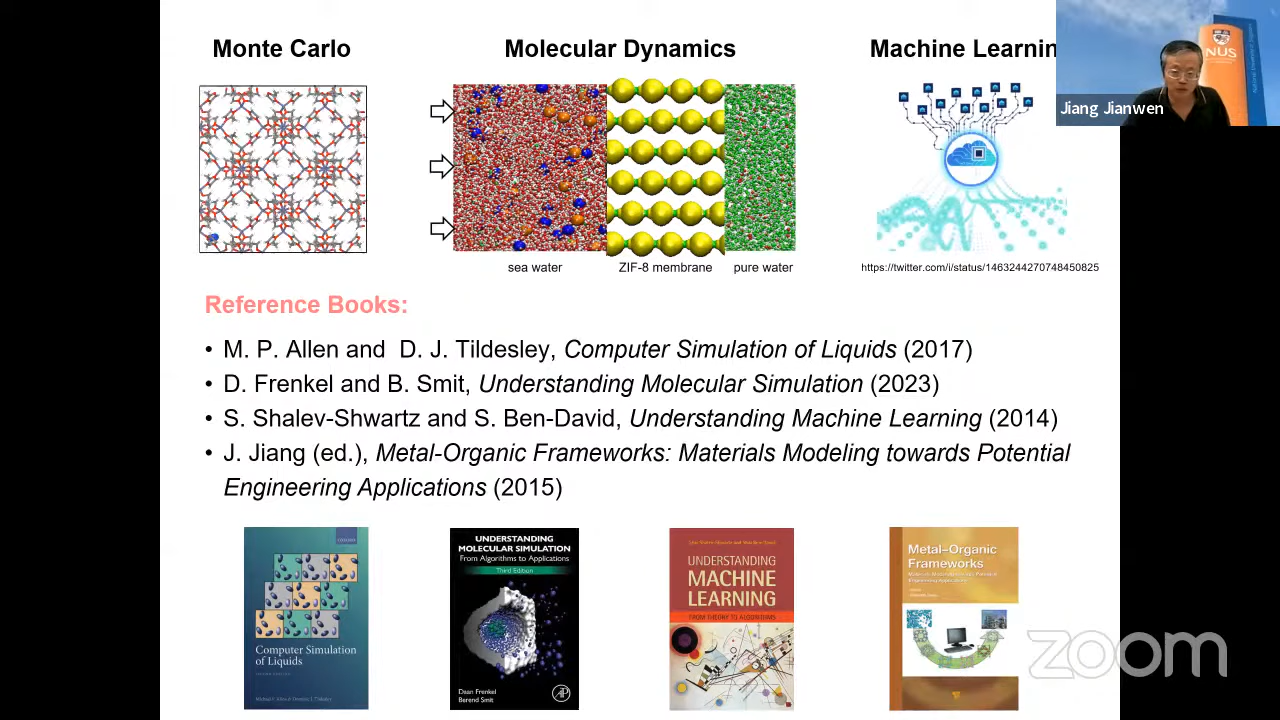 Monte Carlo
Molecular Dynamics
Machine Learnin
NUS
Jiang Jianwen
sea water
ZIF-8 membrane
pure water
https://twitter.com/i/status/1463244270748450825
Reference Books:
• M. P. Allen and D. J. Tildesley, Computer Simulation of Liquids (2017)
• D. Frenkel and B. Smit, Understanding Molecular Simulation (2023)
• S. Shalev-Shwartz and S. Ben-David, Understanding Machine Learning (2014)
• J. Jiang (ed.), Metal-Organic Frameworks: Materials Modeling towards Potential
Engineering Applications (2015)
Computer Simulation
of Liquids
UNDERSTANDING
MOLECULAR SIMULATION
From Algorithms to Applications
Third Edition
Daan Frenkel
Berend Smit
AP
UNDERSTANDING
MACHINE
LEARNING
FROM THEORY TO ALGORITHMS
Metal–Organic
Frameworks
zoom